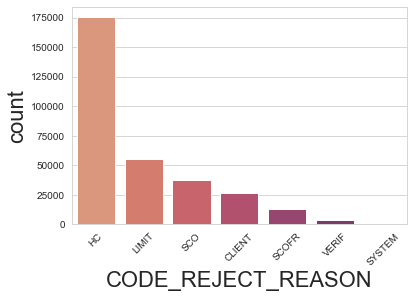 175000
150000
125000
100000
75000
50000
25000
0
count
HC
LIMIT
SCO
CLIENT
SCOFR
VERIF
SYSTEM
CODE_REJECT_REASON